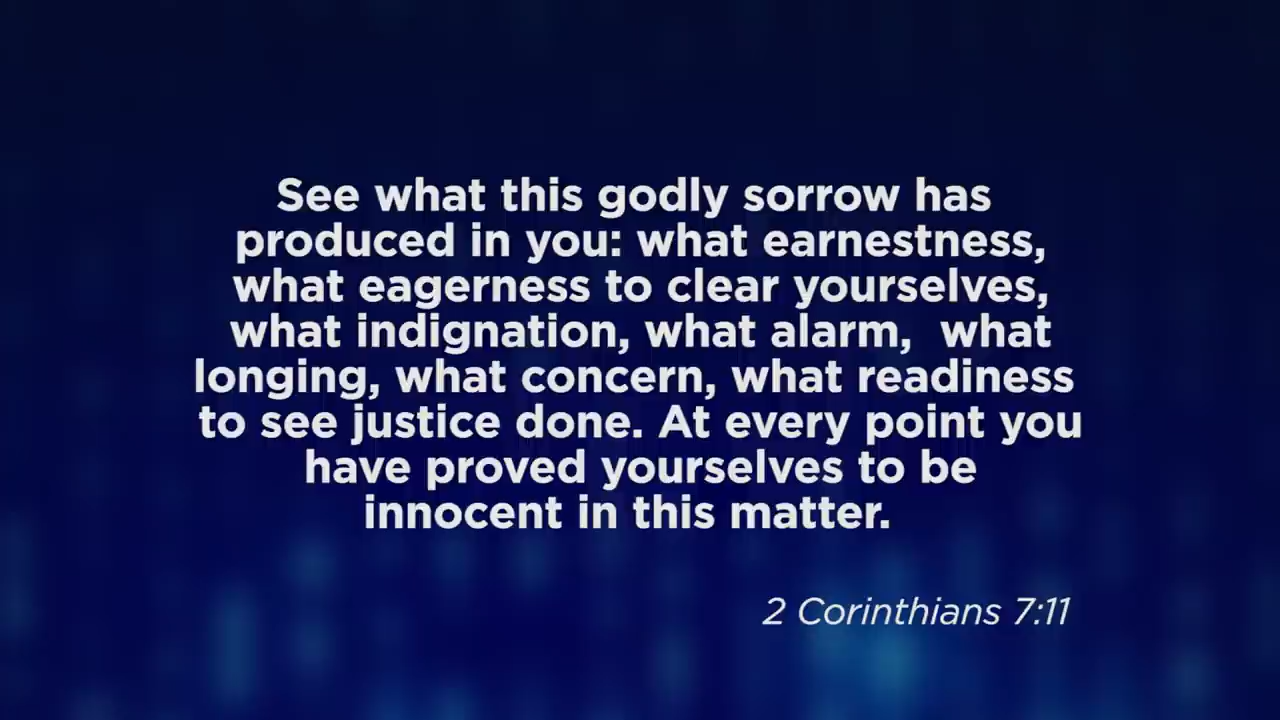 See what this godly sorrow has
produced in you: what earnestness,
what eagerness to clear yourselves,
what indignation, what alarm,  what
longing, what concern, what readiness
to see justice done. At every point you
have proved yourselves to be
innocent in this matter.
2 Corinthians 7:11